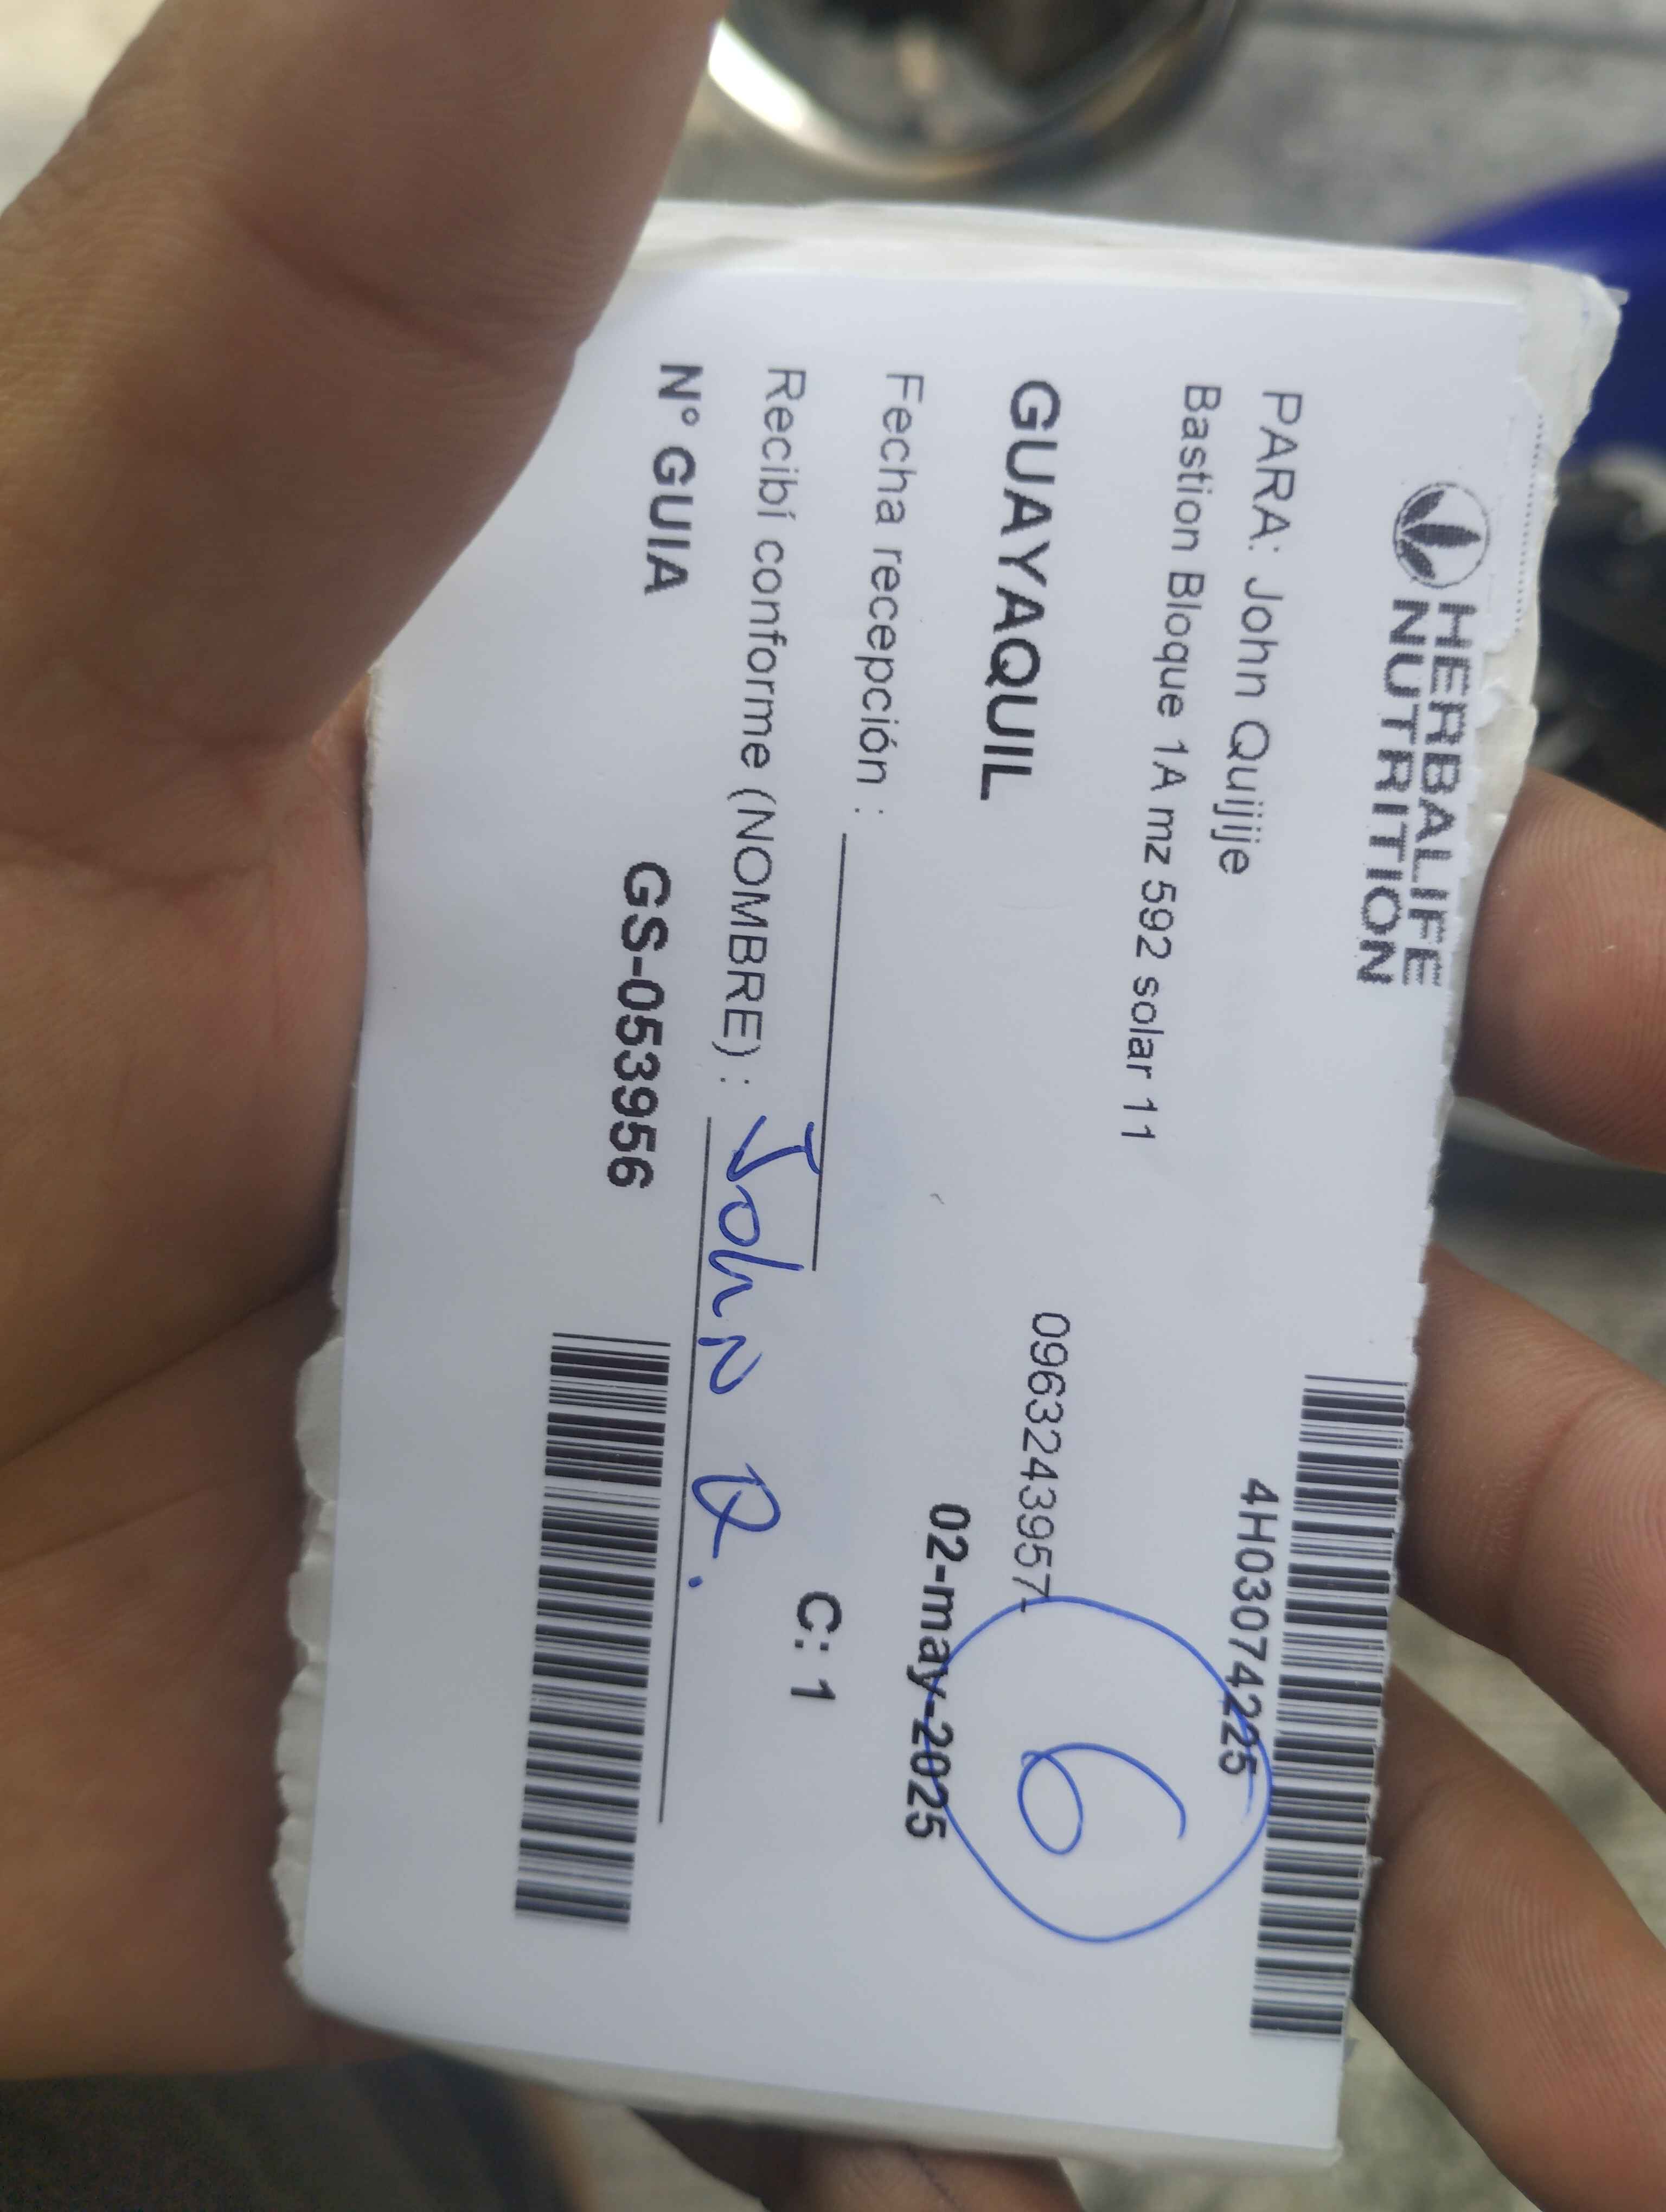 HERBALIFE
NUTRITION
4H03074225
PARA: John Quijije
Bastion Bloque 1A mz 592 solar 11
GUAYAQUIL
0963243957
6
02-may-2025
Fecha recepción :
C: 1
Recibí conforme (NOMBRE) : John Q.
N° GUIA GS-053956